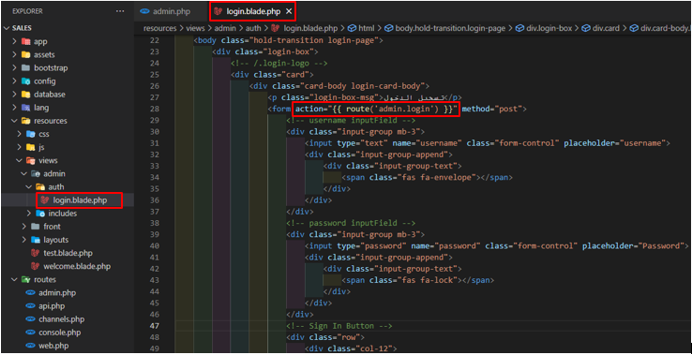 EXPLORER
SALES
app
assets
bootstrap
config
database
lang
resources
css
js
views
admin
auth
login.blade.php
includes
front
layouts
test.blade.php
welcome.blade.php
routes
admin.php
api.php
channels.php
console.php
web.php
admin.php
login.blade.php
resources > views > admin > auth > login.blade.php > html > body.hold-transition.login-page > div.login-box > div.card > div.card-body
22 <body class="hold-transition login-page">
23 <div class="login-box">
24 <!-- /.login-logo -->
25 <div class="card">
26 <div class="card-body login-card-body">
27 <p class="login-box-msg">تسجيل الدخول</p>
28 <form action="{{ route('admin.login') }}" method="post">
29 <!-- username inputField -->
30 <div class="input-group mb-3">
31 <input type="text" name="username" class="form-control" placeholder="username">
32 <div class="input-group-append">
33 <div class="input-group-text">
34 <span class="fas fa-envelope"></span>
35 </div>
36 </div>
37 </div>
38 <!-- password inputField -->
39 <div class="input-group mb-3">
40 <input type="password" name="password" class="form-control" placeholder="Password">
41 <div class="input-group-append">
42 <div class="input-group-text">
43 <span class="fas fa-lock"></span>
44 </div>
45 </div>
46 </div>
47 <!-- Sign In Button -->
48 <div class="row">
49 <div class="col-12">